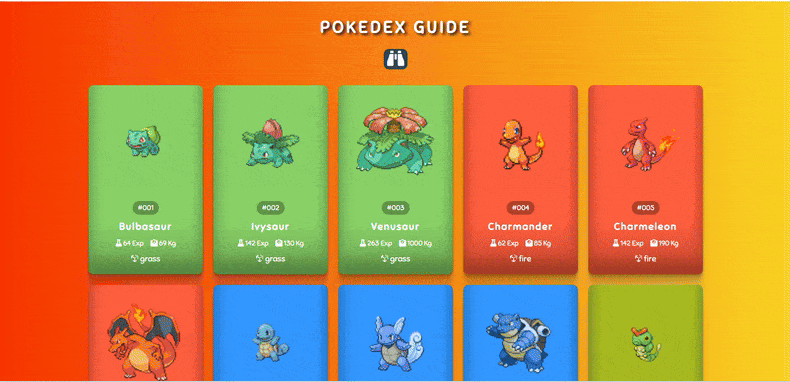 POKEDEX GUIDE
#001
Bulbasaur
64 Exp 69 Kg
grass
#002
Ivysaur
142 Exp 130 Kg
grass
#003
Venusaur
263 Exp 1000 Kg
grass
#004
Charmander
62 Exp 85 Kg
fire
#005
Charmeleon
142 Exp 190 Kg
fire